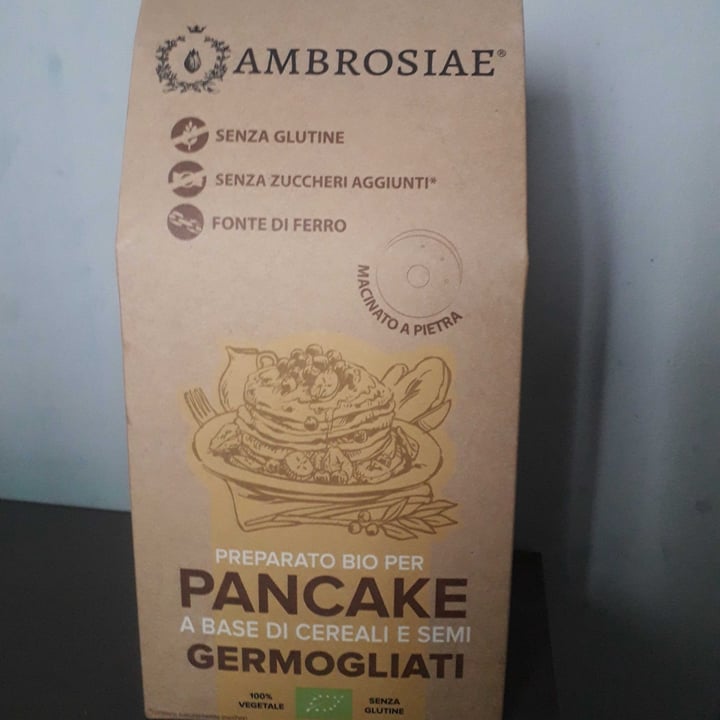 AMBROSIAE®
SENZA GLUTINE
SENZA ZUCCHERI AGGIUNTI*
FONTE DI FERRO
MACINATO A PIETRA
PREPARATO BIO PER
PANCAKE
A BASE DI CEREALI E SEMI
GERMOGLIATI
100%
VEGETALE
SENZA
GLUTINE